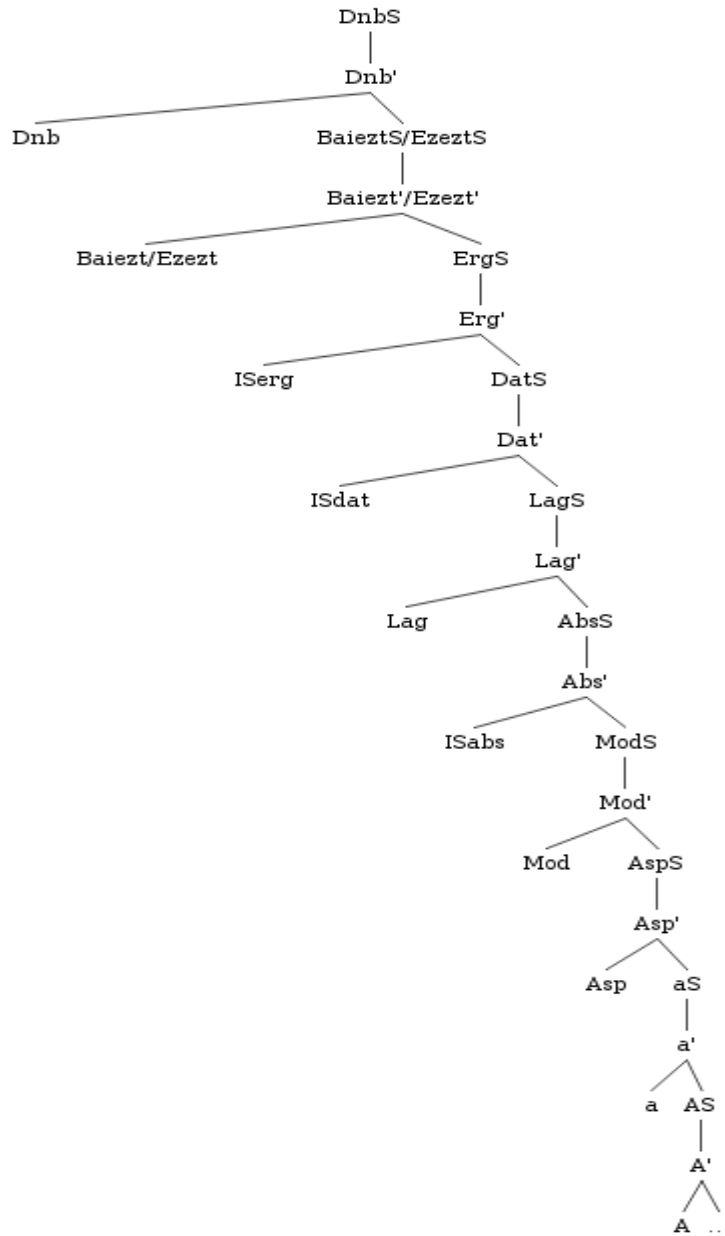 DnbS
Dnb'
Dnb BaieztS/EzeztS
Baiezt'/Ezezt'
Baiezt/Ezezt ErgS
Erg'
ISerg DatS
Dat'
ISdat LagS
Lag'
Lag AbsS
Abs'
ISabs ModS
Mod'
Mod AspS
Asp'
Asp aS
a'
a AS
A'
A ..